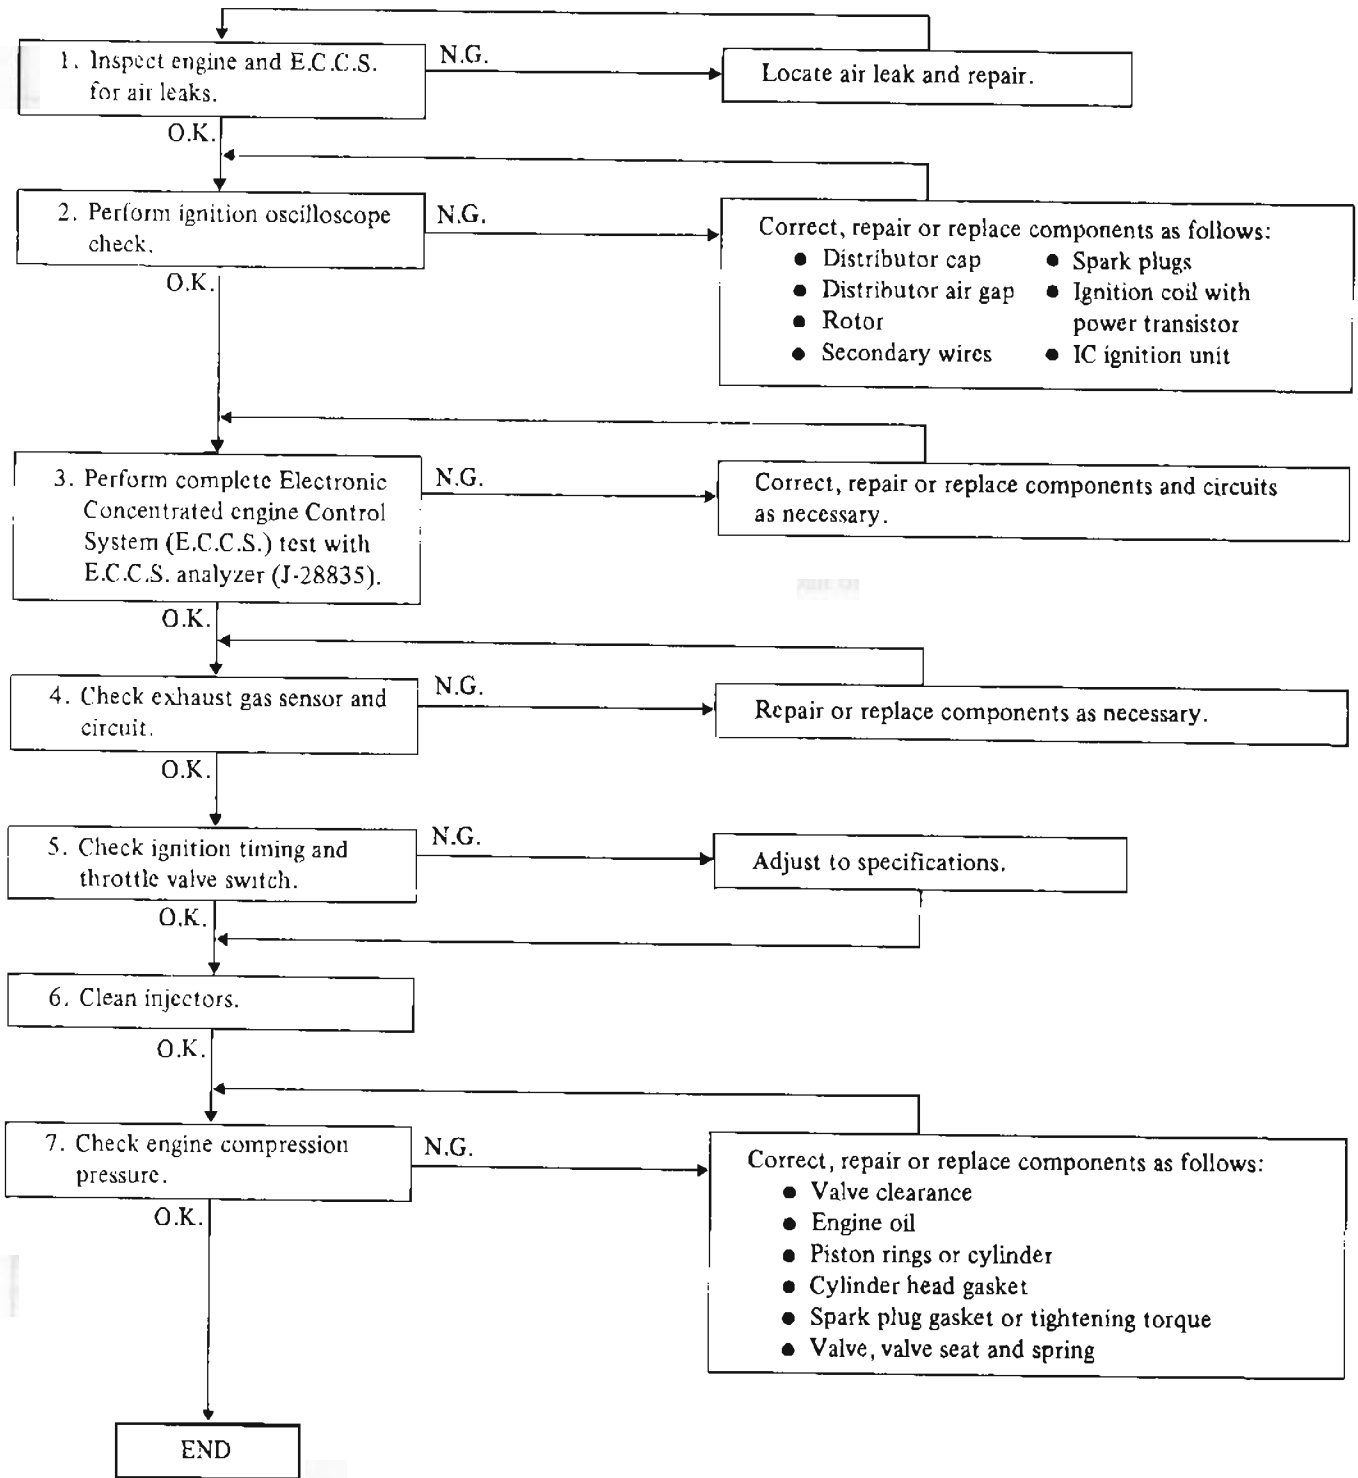 1. Inspect engine and E.C.C.S.
for air leaks.
N.G.
Locate air leak and repair.
O.K.
2. Perform ignition oscilloscope
check.
N.G.
Correct, repair or replace components as follows:
● Distributor cap
● Distributor air gap
● Rotor
● Secondary wires
● Spark plugs
● Ignition coil with
power transistor
● IC ignition unit
O.K.
3. Perform complete Electronic
Concentrated engine Control
System (E.C.C.S.) test with
E.C.C.S. analyzer (J-28835).
N.G.
Correct, repair or replace components and circuits
as necessary.
O.K.
4. Check exhaust gas sensor and
circuit.
N.G.
Repair or replace components as necessary.
O.K.
5. Check ignition timing and
throttle valve switch.
N.G.
Adjust to specifications.
O.K.
6. Clean injectors.
O.K.
7. Check engine compression
pressure.
N.G.
Correct, repair or replace components as follows:
● Valve clearance
● Engine oil
● Piston rings or cylinder
● Cylinder head gasket
● Spark plug gasket or tightening torque
● Valve, valve seat and spring
O.K.
END